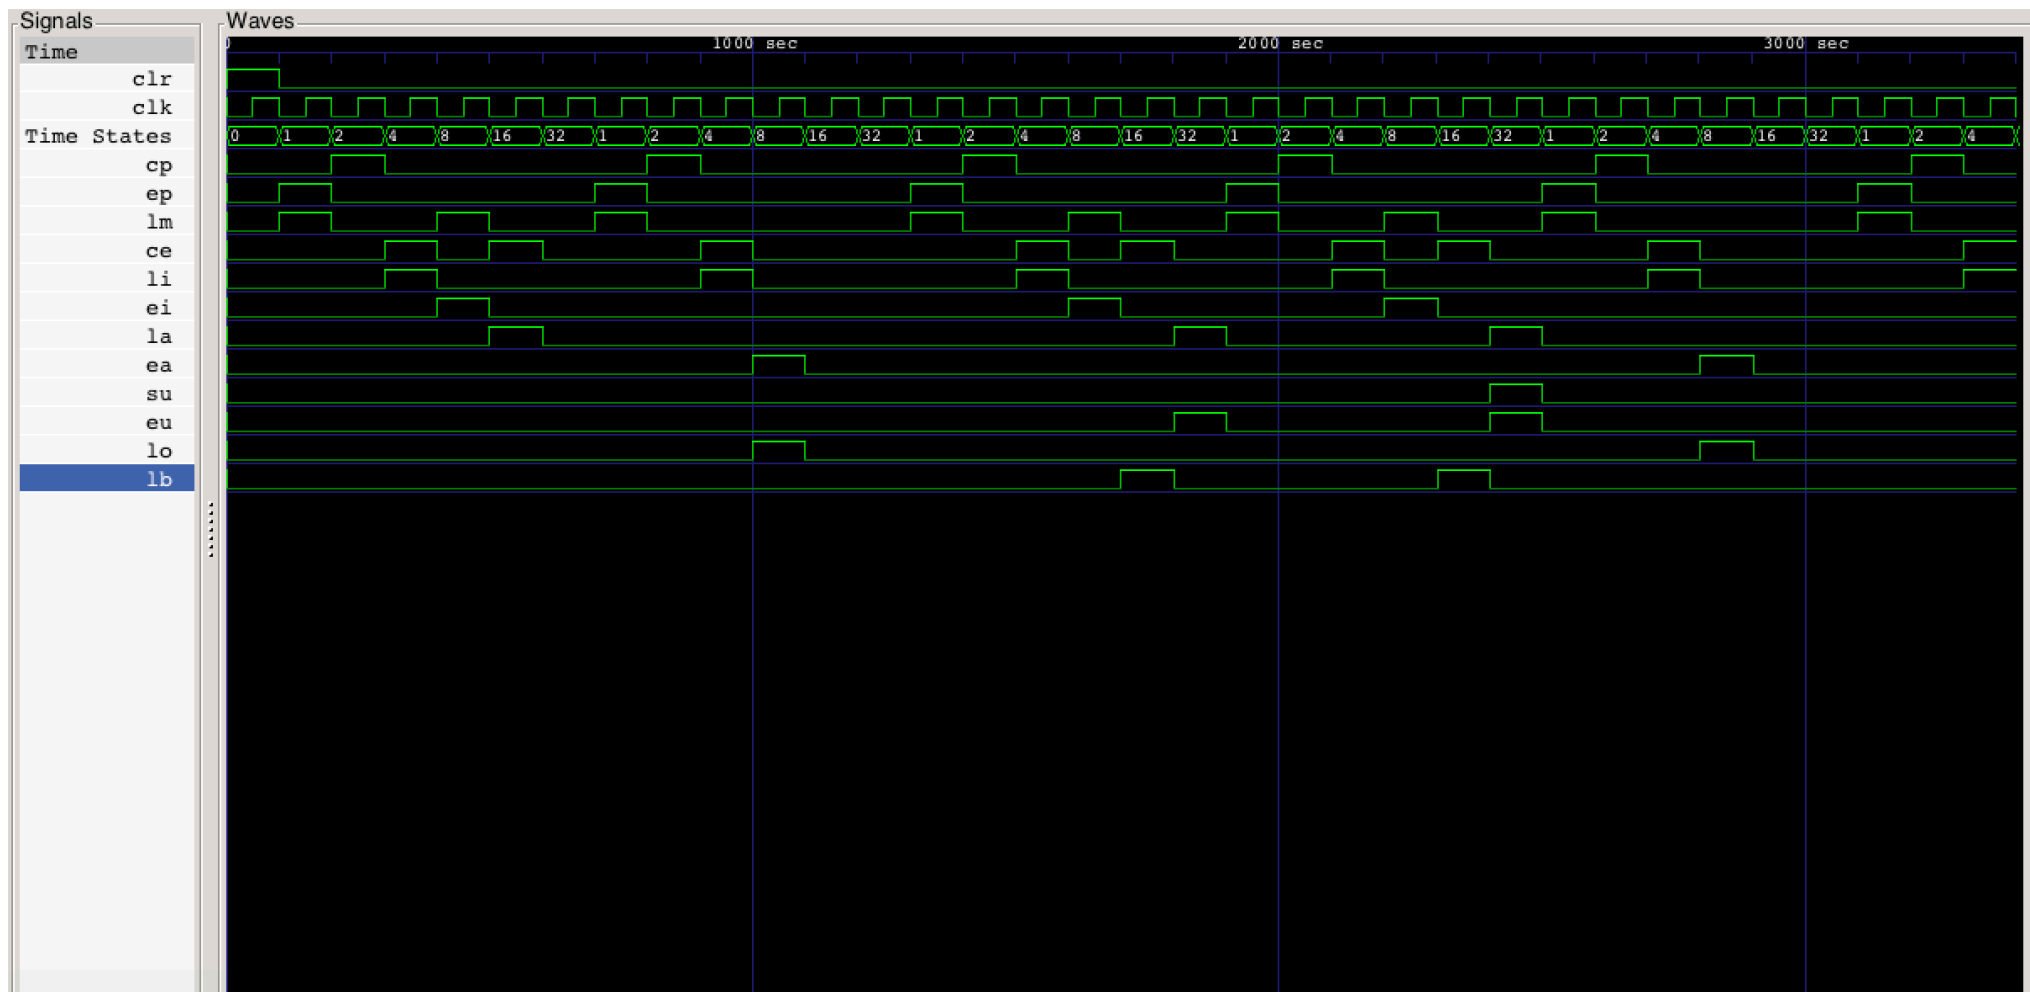 Signals Waves
Time 0 1000 sec 2000 sec 3000 sec
clr
clk
Time States 0 1 2 4 8 16 32 1 2 4 8 16 32 1 2 4 8 16 32 1 2 4 8 16 32 1 2 4 8 16 32 1 2 4
cp
ep
lm
ce
li
ei
la
ea
su
eu
lo
lb